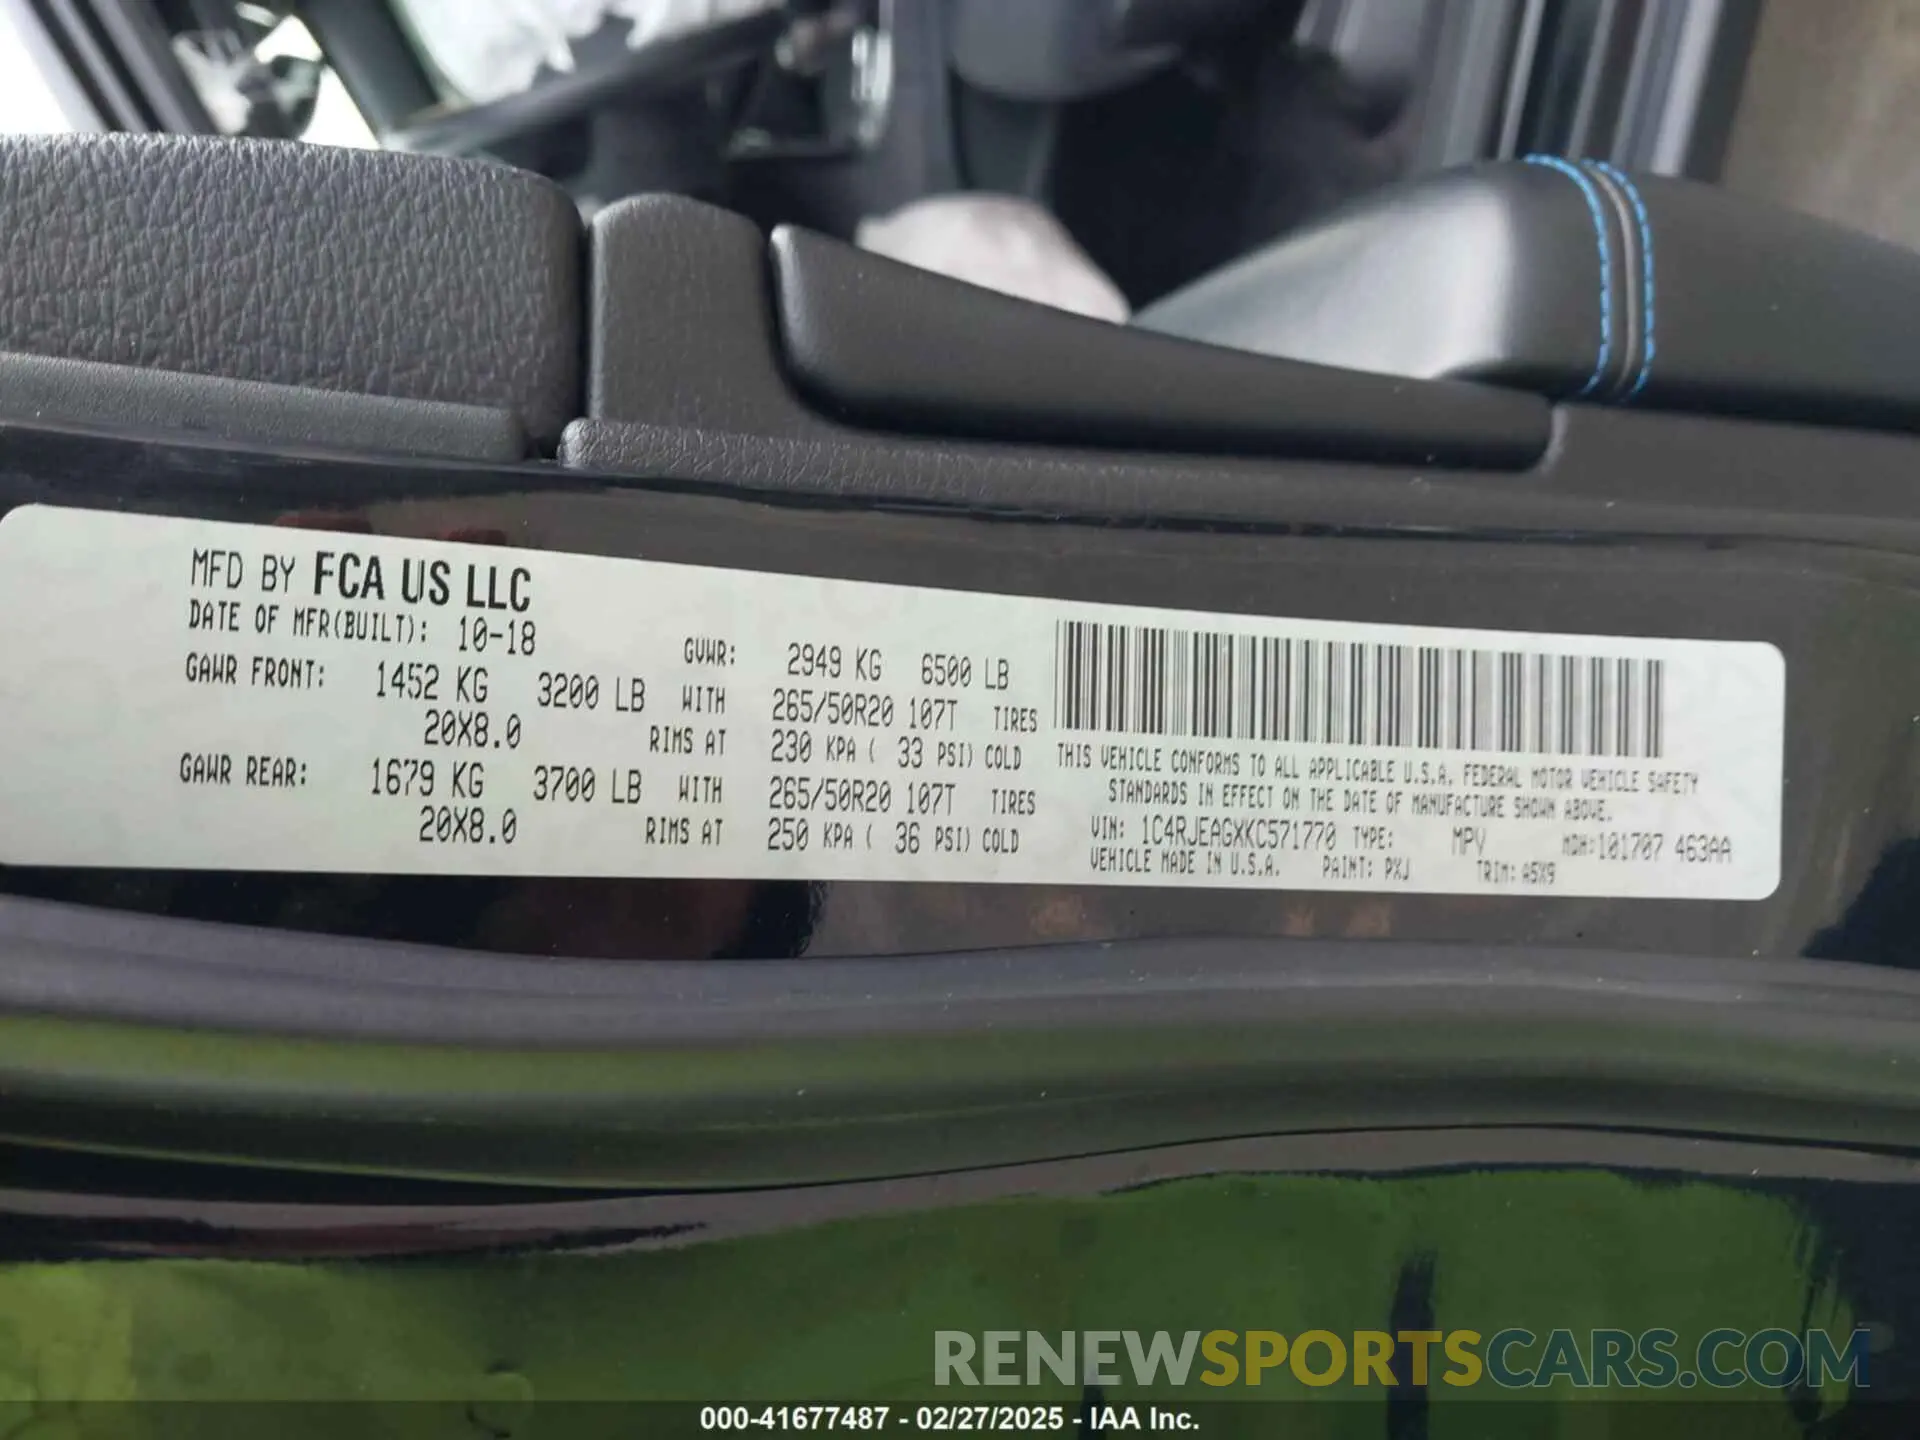 MFD BY FCA US LLC
DATE OF MFR(BUILT): 10-18 GVWR: 2949 KG 6500 LB
GAWR FRONT: 1452 KG 3200 LB WITH 265/50R20 107T TIRES
20X8.0 RIMS AT 230 KPA ( 33 PSI) COLD
GAWR REAR: 1679 KG 3700 LB WITH 265/50R20 107T TIRES
20X8.0 RIMS AT 250 KPA ( 36 PSI) COLD
THIS VEHICLE CONFORMS TO ALL APPLICABLE U.S.A. FEDERAL MOTOR VEHICLE SAFETY
STANDARDS IN EFFECT ON THE DATE OF MANUFACTURE SHOWN ABOVE.
VIN: 1C4RJEAGXKC571770 TYPE: MPV MDH:101707 463AA
VEHICLE MADE IN U.S.A. PAINT: PXJ TRIM: A5X9
RENEWSPORTSCARS.COM
000-41677487 - 02/27/2025 - IAA Inc.